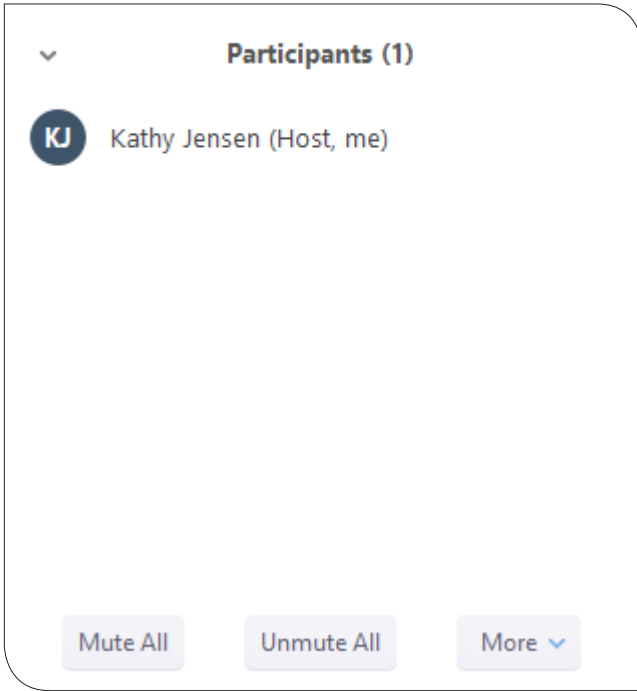 Participants (1)
KJ Kathy Jensen (Host, me)
Mute All Unmute All More